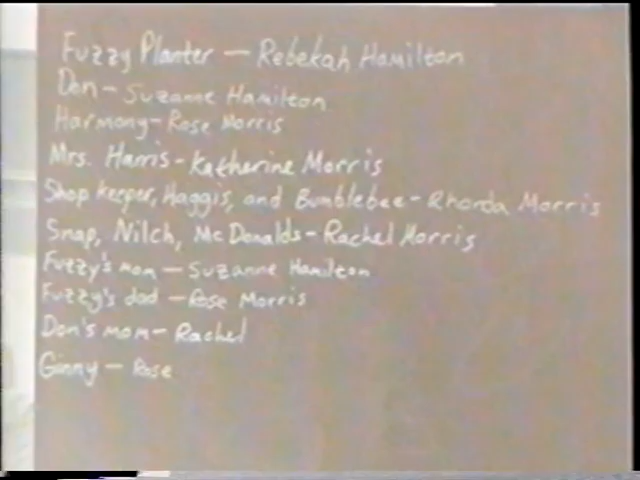 Fuzzy Planter - Rebekah Hamilton
Don - Suzanne Hamilton
Harmony - Rose Morris
Mrs. Harris - Katherine Morris
Shop keeper, Haggis, and Bumblebee - Rhonda Morris
Snap, Nilch, McDonalds - Rachel Morris
Fuzzy's mom - Suzanne Hamilton
Fuzzy's dad - Rose Morris
Don's mom - Rachel
Ginny - Rose